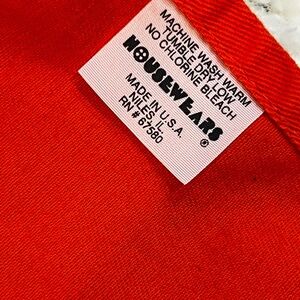 MACHINE WASH WARM
TUMBLE DRY LOW
NO CHLORINE BLEACH
HOUSEWEARS®
MADE IN U.S.A.
NILES IL
RN # 67580